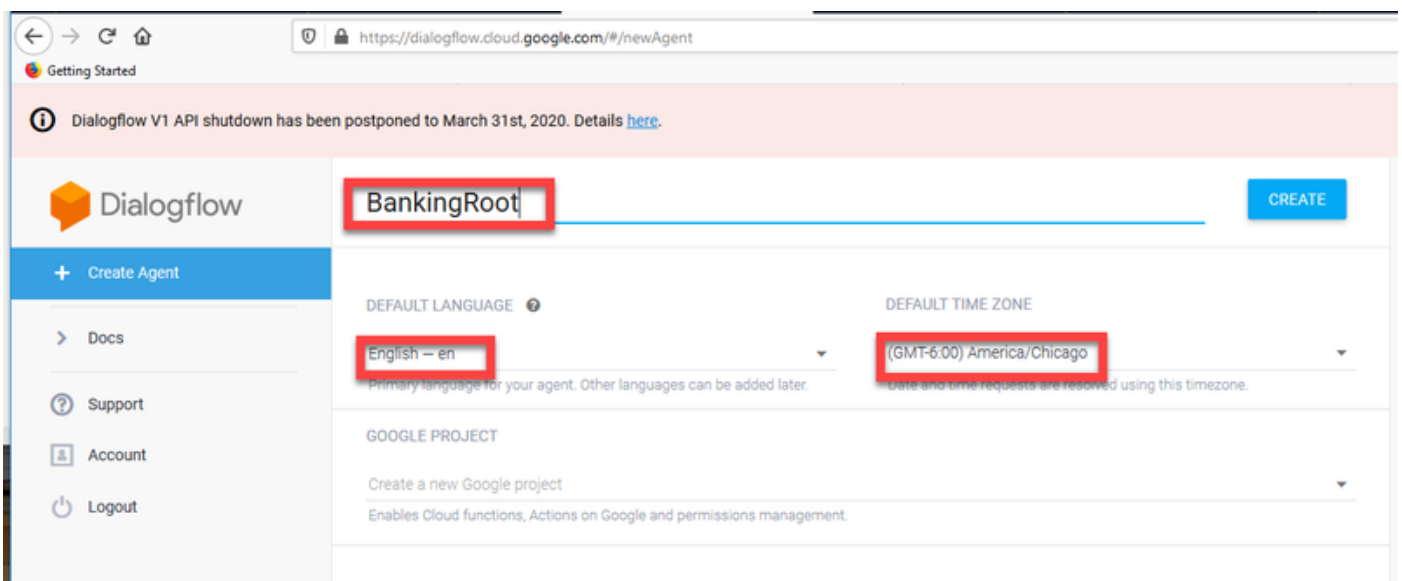 https://dialogflow.cloud.google.com/#/newAgent
Getting Started
Dialogflow V1 API shutdown has been postponed to March 31st, 2020. Details here.
Dialogflow
BankingRoot
CREATE
Create Agent
DEFAULT LANGUAGE
DEFAULT TIME ZONE
Docs
English — en
(GMT-6:00) America/Chicago
Primary language for your agent. Other languages can be added later.
Date and time requests are resolved using this timezone.
Support
GOOGLE PROJECT
Account
Create a new Google project
Logout
Enables Cloud functions, Actions on Google and permissions management.